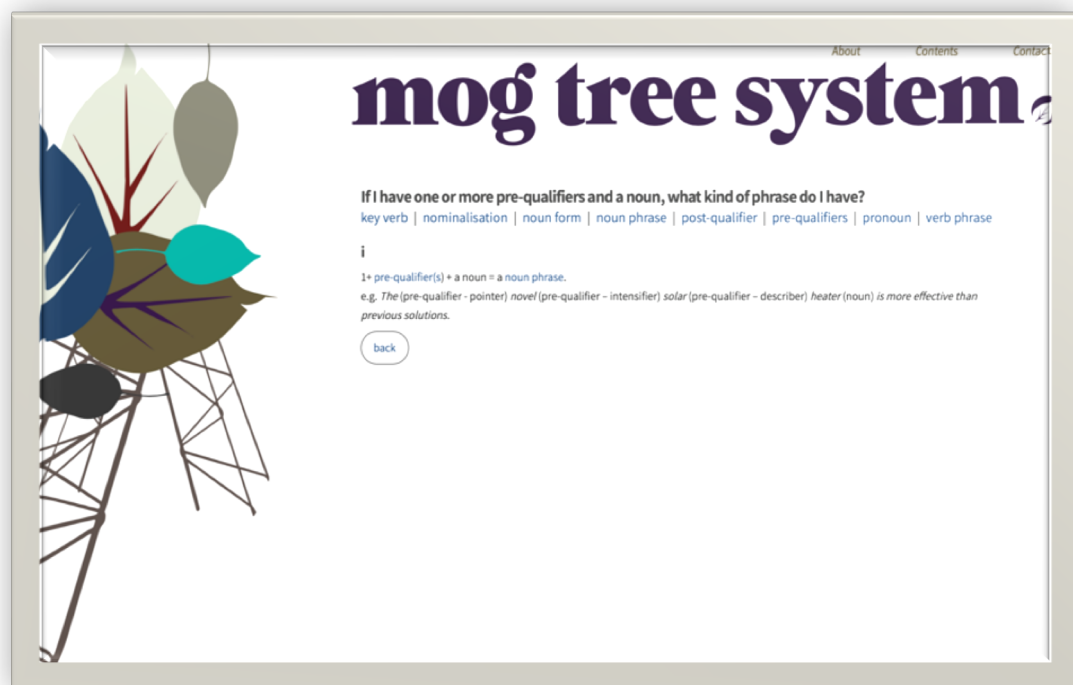 About Contents Contact
mog tree system
If I have one or more pre-qualifiers and a noun, what kind of phrase do I have?
key verb | nominalisation | noun form | noun phrase | post-qualifier | pre-qualifiers | pronoun | verb phrase
i
1+ pre-qualifier(s) + a noun = a noun phrase.
e.g. The (pre-qualifier - pointer) novel (pre-qualifier – intensifier) solar (pre-qualifier – describer) heater (noun) is more effective than
previous solutions.
back